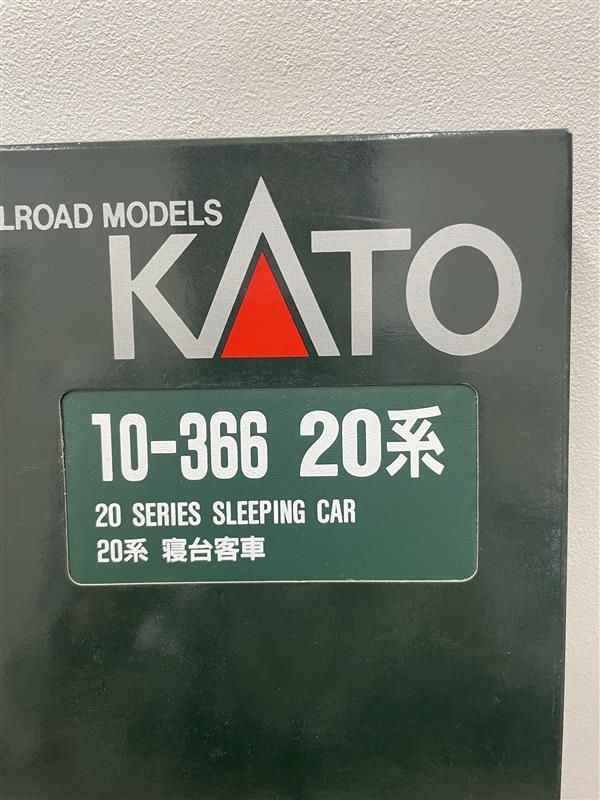 LROAD MODELS
KATO
10-366 20系
20 SERIES SLEEPING CAR
20系 寝台客車